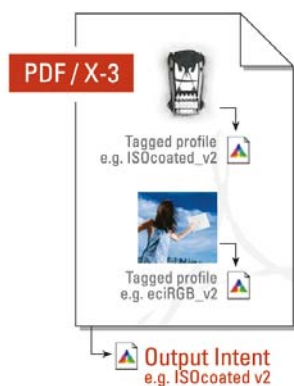 PDF/X-3
Tagged profile
e.g. ISOcoated_v2
Tagged profile
e.g. eciRGB_v2
Output Intent
e.g. ISOcoated v2